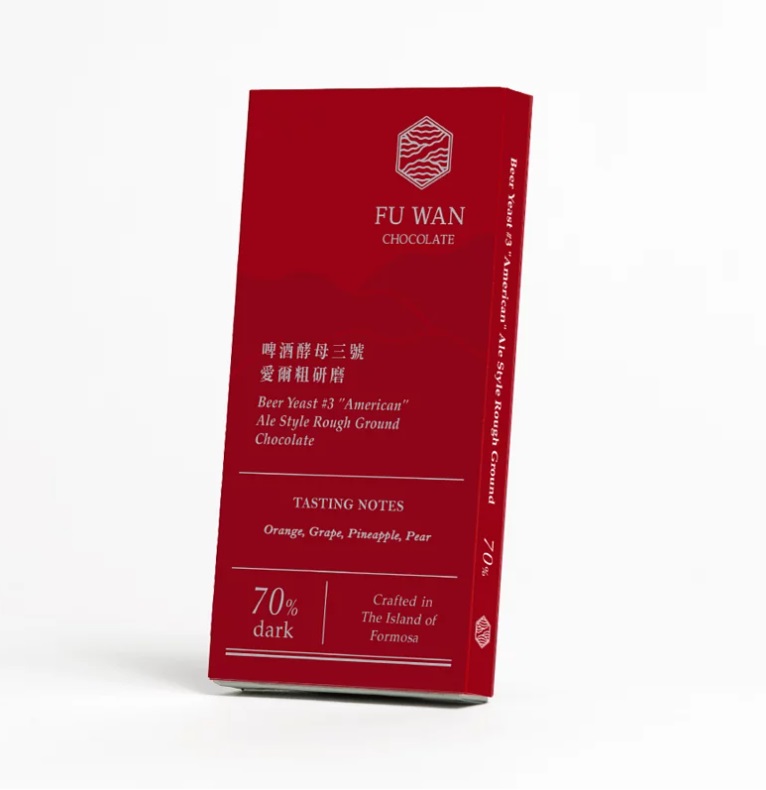 FU WAN
CHOCOLATE
啤酒酵母三號
愛爾粗研磨
Beer Yeast #3 "American"
Ale Style Rough Ground
Chocolate
TASTING NOTES
Orange, Grape, Pineapple, Pear
70%
dark
Crafted in
The Island of
Formosa
Beer Yeast #3 "American" Ale Style Rough Ground
70%